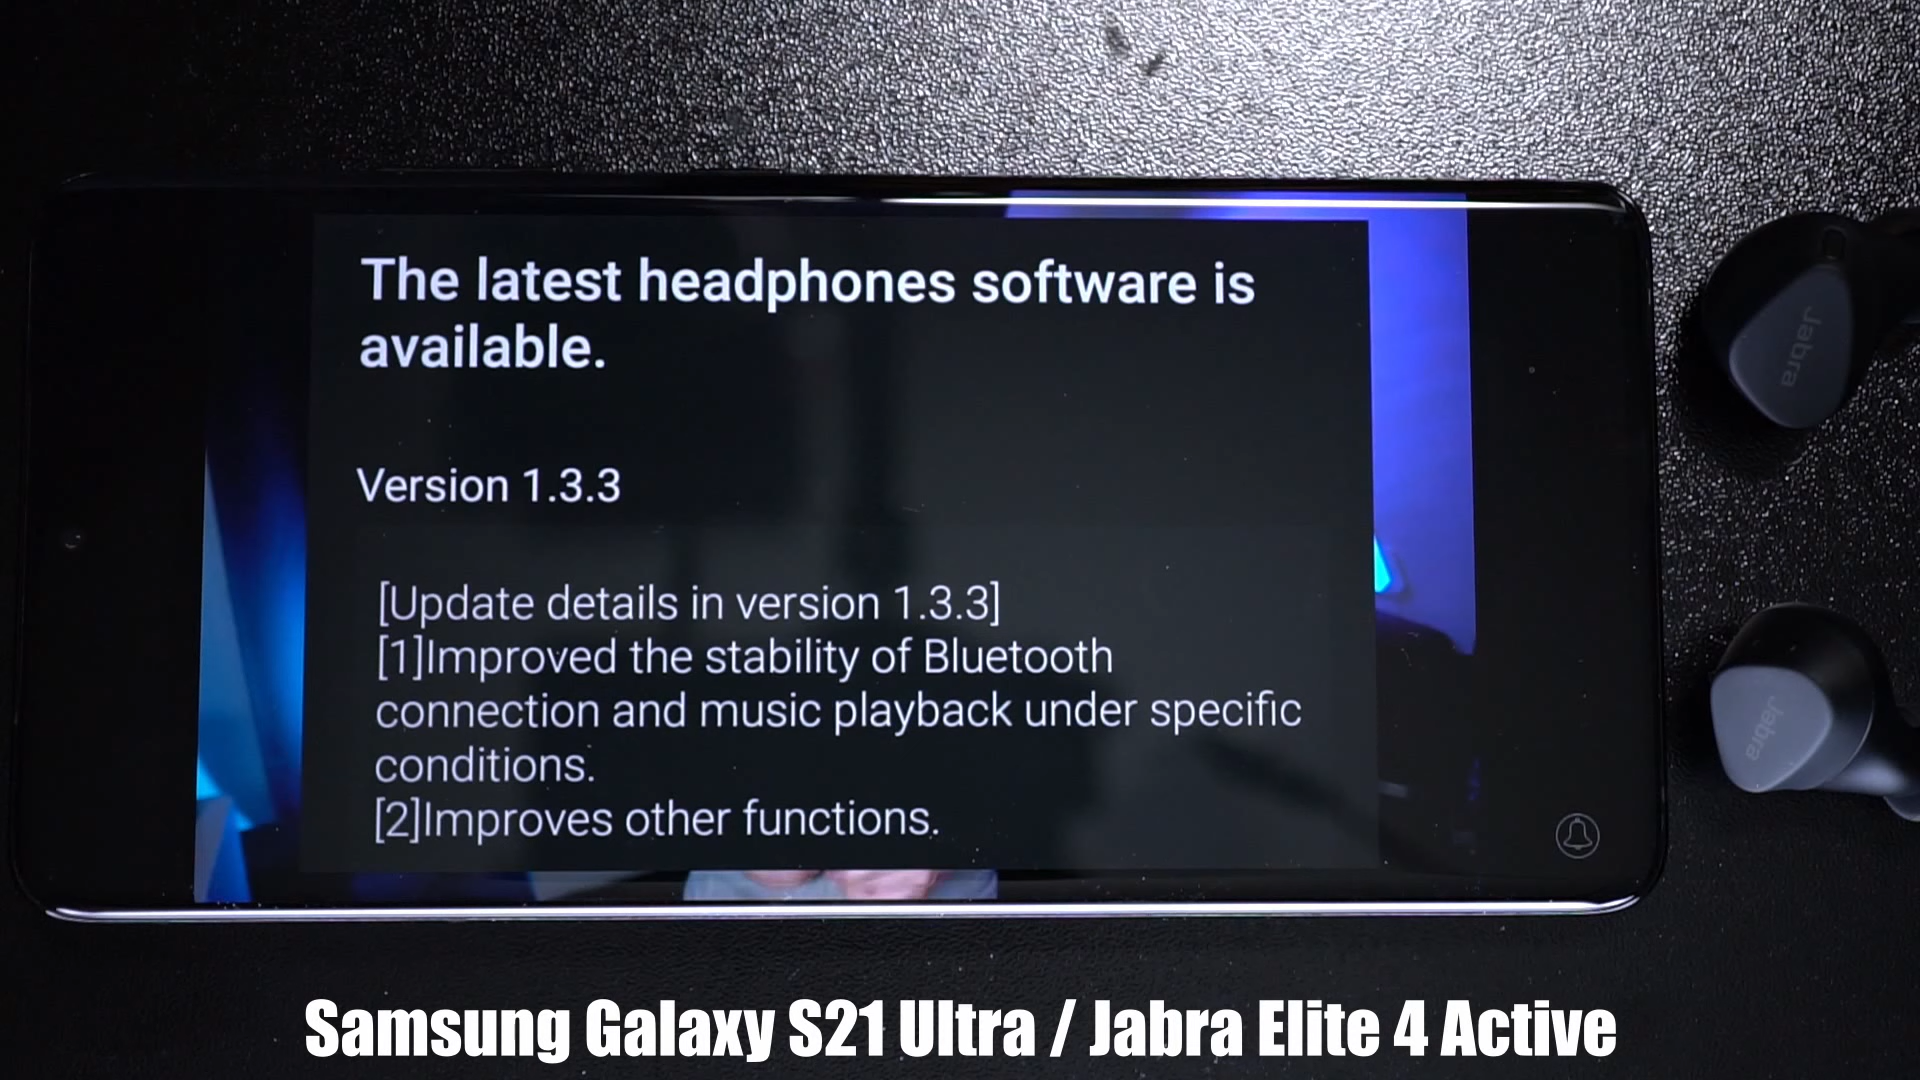 The latest headphones software is
available.
Version 1.3.3
[Update details in version 1.3.3]
[1]Improved the stability of Bluetooth
connection and music playback under specific
conditions.
[2]Improves other functions.
Jabra
Jabra
Samsung Galaxy S21 Ultra / Jabra Elite 4 Active